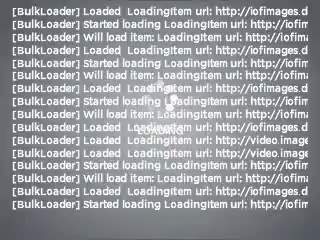 [BulkLoader] Loaded  LoadingItem url: http://iofimages.d
[BulkLoader] Started loading LoadingItem url: http://iofim
[BulkLoader] Will load item: LoadingItem url: http://iofima
[BulkLoader] Loaded  LoadingItem url: http://iofimages.d
[BulkLoader] Started loading LoadingItem url: http://iofim
[BulkLoader] Will load item: LoadingItem url: http://iofima
[BulkLoader] Loaded  LoadingItem url: http://iofimages.d
[BulkLoader] Started loading LoadingItem url: http://iofim
[BulkLoader] Will load item: LoadingItem url: http://iofima
[BulkLoader] Loaded  LoadingItem url: http://iofimages.d
LOADING
[BulkLoader] Loaded  LoadingItem url: http://video.image
[BulkLoader] Loaded  LoadingItem url: http://video.image
[BulkLoader] Started loading LoadingItem url: http://iofim
[BulkLoader] Will load item: LoadingItem url: http://iofima
[BulkLoader] Loaded  LoadingItem url: http://iofimages.d
[BulkLoader] Started loading LoadingItem url: http://iofim